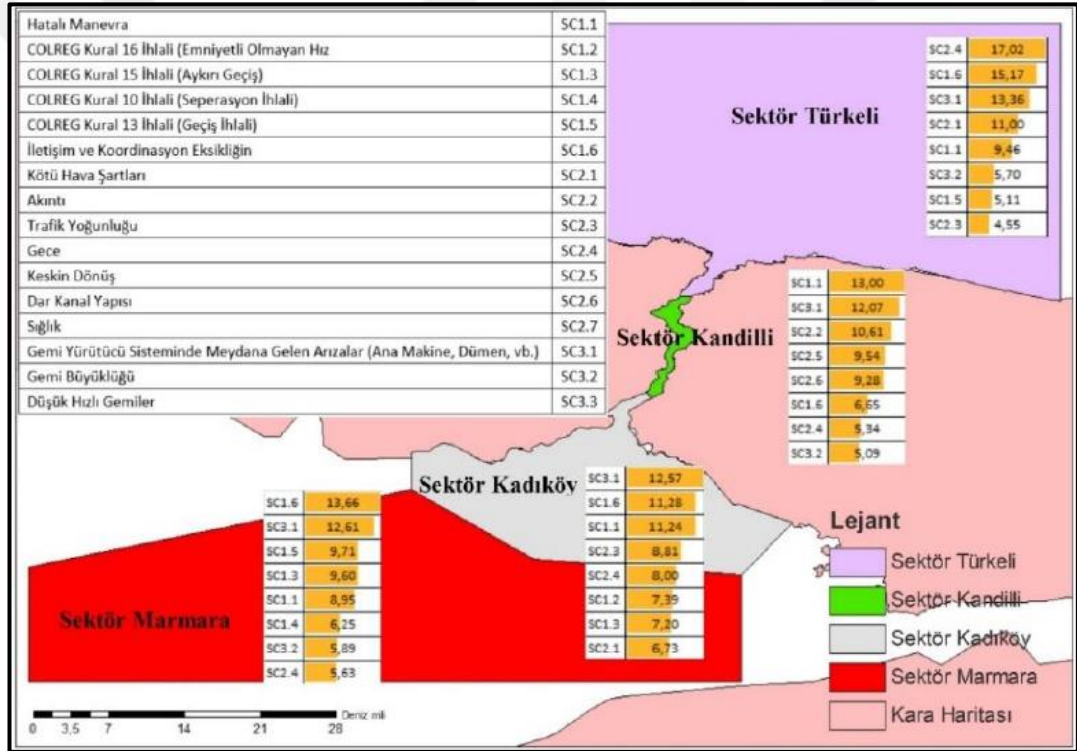 Hatalı Manevra SC1.1
COLREG Kural 16 İhlali (Emniyetli Olmayan Hız SC1.2
COLREG Kural 15 İhlali (Aykırı Geçiş) SC1.3
COLREG Kural 10 İhlali (Seperasyon İhlali) SC1.4
COLREG Kural 13 İhlali (Geçiş İhlali) SC1.5
İletişim ve Koordinasyon Eksikliğin SC1.6
Kötü Hava Şartları SC2.1
Akıntı SC2.2
Trafik Yoğunluğu SC2.3
Gece SC2.4
Keskin Dönüş SC2.5
Dar Kanal Yapısı SC2.6
Sığlık SC2.7
Gemi Yürütücü Sisteminde Meydana Gelen Arızalar (Ana Makine, Dümen, vb.) SC3.1
Gemi Büyüklüğü SC3.2
Düşük Hızlı Gemiler SC3.3
Sektör Türkeli
SC2.4 17,02
SC1.6 15,17
SC3.1 13,36
SC2.1 11,00
SC1.1 9,46
SC3.2 5,70
SC1.5 5,11
SC2.3 4,55
Sektör Kandilli
SC1.1 13,00
SC3.1 12,07
SC2.2 10,61
SC2.5 9,54
SC2.6 9,28
SC1.6 6,65
SC2.4 5,34
SC3.2 5,09
Sektör Kadıköy
SC3.1 12,57
SC1.6 11,28
SC1.1 11,24
SC2.3 8,81
SC2.4 8,00
SC1.2 7,39
SC1.3 7,20
SC2.1 6,73
Sektör Marmara
SC1.6 13,66
SC3.1 12,61
SC1.5 9,71
SC1.3 9,60
SC1.1 8,95
SC1.4 6,25
SC3.2 5,89
SC2.4 5,63
Lejant
Sektör Türkeli
Sektör Kandilli
Sektör Kadıköy
Sektör Marmara
Kara Haritası
Deniz mili
0 3,5 7 14 21 28